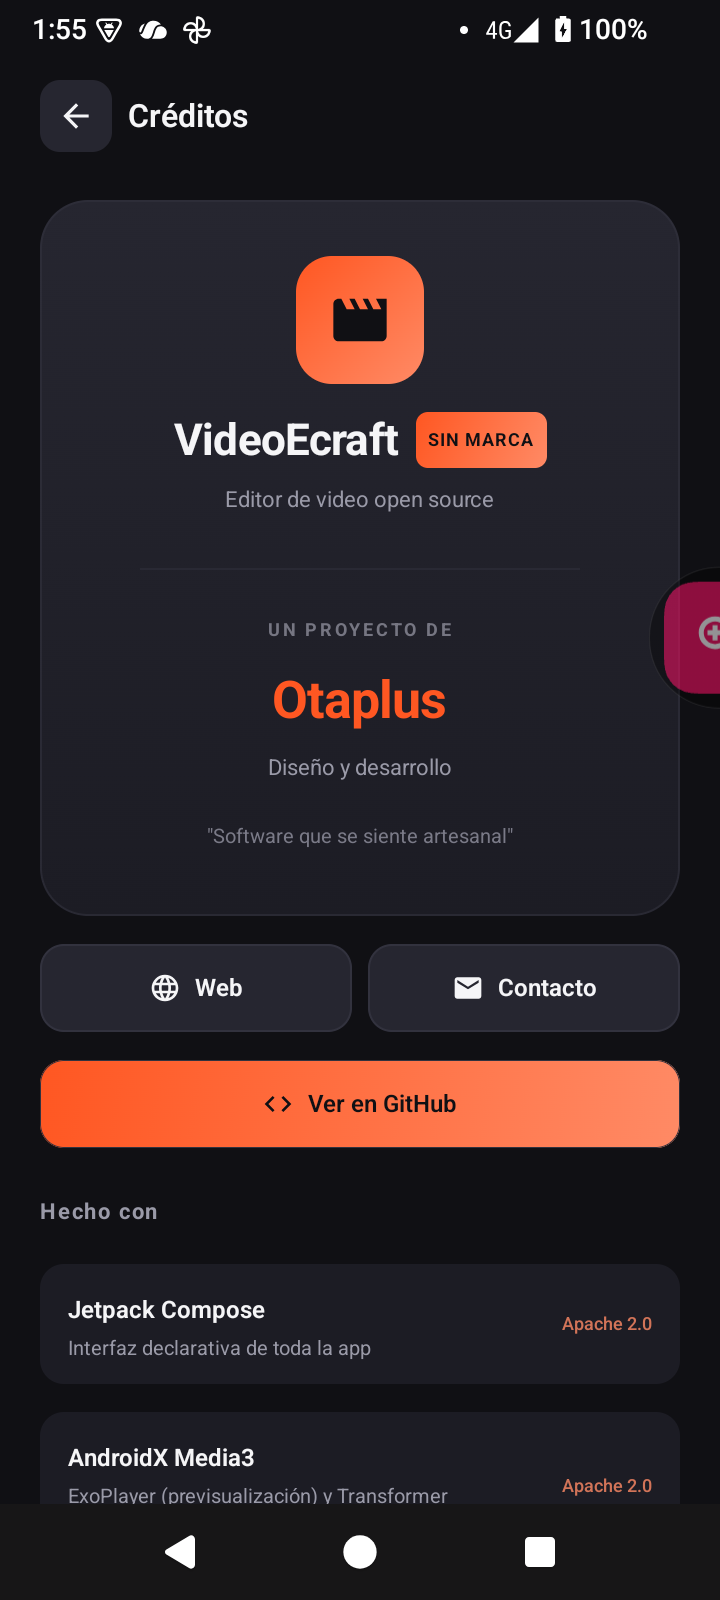 1:55
4G
100%
Créditos
VideoEcraft
SIN MARCA
Editor de video open source
UN PROYECTO DE
Otaplus
Diseño y desarrollo
"Software que se siente artesanal"
Web
Contacto
Ver en GitHub
Hecho con
Jetpack Compose
Interfaz declarativa de toda la app
Apache 2.0
AndroidX Media3
ExoPlayer (previsualización) y Transformer
Apache 2.0